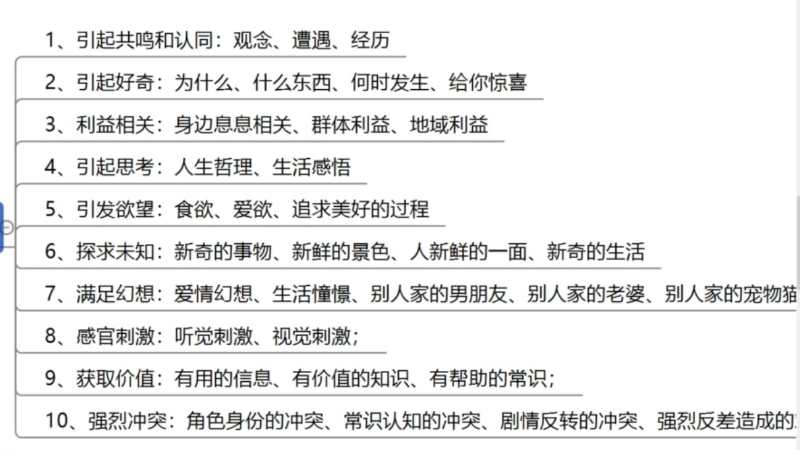 1、引起共鸣和认同：观念、遭遇、经历
2、引起好奇：为什么、什么东西、何时发生、给你惊喜
3、利益相关：身边息息相关、群体利益、地域利益
4、引起思考：人生哲理、生活感悟
5、引发欲望：食欲、爱欲、追求美好的过程
6、探求未知：新奇的事物、新鲜的景色、人新鲜的一面、新奇的生活
7、满足幻想：爱情幻想、生活憧憬、别人家的男朋友、别人家的老婆、别人家的宠物猫
8、感官刺激：听觉刺激、视觉刺激；
9、获取价值：有用的信息、有价值的知识、有帮助的常识；
10、强烈冲突：角色身份的冲突、常识认知的冲突、剧情反转的冲突、强烈反差造成的